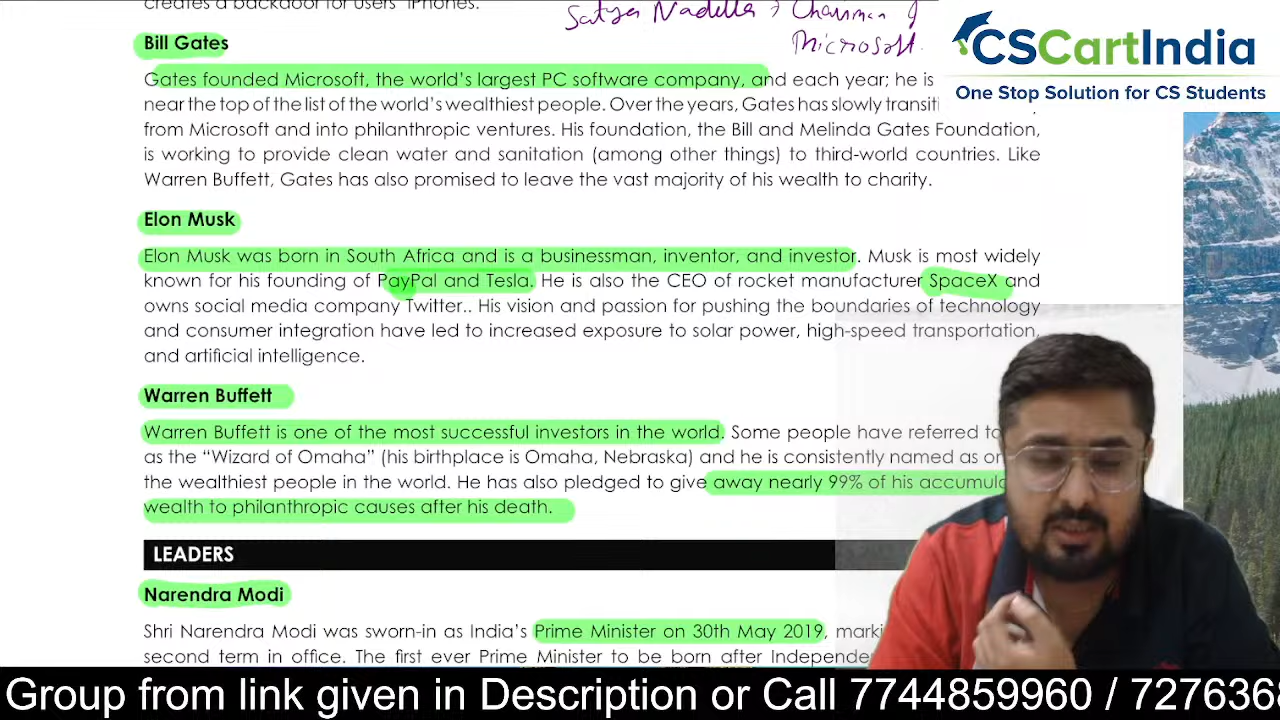 creates a backdoor for users' iPhones.
Satya Nadella → Chairman of
Microsoft.
CSCartIndia
One Stop Solution for CS Students
Bill Gates
Gates founded Microsoft, the world's largest PC software company, and each year; he is
near the top of the list of the world's wealthiest people. Over the years, Gates has slowly
from Microsoft and into philanthropic ventures. His foundation, the Bill and Melinda Gates Foundation,
is working to provide clean water and sanitation (among other things) to third-world countries. Like
Warren Buffett, Gates has also promised to leave the vast majority of his wealth to charity.
Elon Musk
Elon Musk was born in South Africa and is a businessman, inventor, and investor. Musk is most widely
known for his founding of PayPal and Tesla. He is also the CEO of rocket manufacturer SpaceX and
owns social media company Twitter.. His vision and passion for pushing the boundaries of technology
and consumer integration have led to increased exposure to solar power, high-speed transportation,
and artificial intelligence.
Warren Buffett
Warren Buffett is one of the most successful investors in the world. Some people have referred to
as the “Wizard of Omaha” (his birthplace is Omaha, Nebraska) and he is consistently named as
the wealthiest people in the world. He has also pledged to give away nearly 99% of his
wealth to philanthropic causes after his death.
LEADERS
Narendra Modi
Shri Narendra Modi was sworn-in as India's Prime Minister on 30th May 2019,
second term in office. The first ever Prime Minister to be born after
Group from link given in Description or Call 7744859960 / 727636